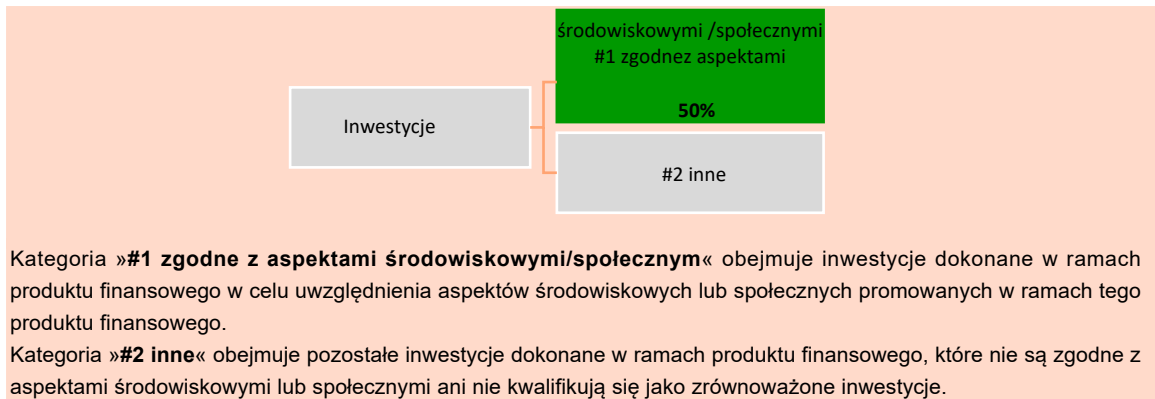 środowiskowymi /społecznymi
#1 zgodnez aspektami
50%
Inwestycje
#2 inne
Kategoria »#1 zgodne z aspektami środowiskowymi/społecznym« obejmuje inwestycje dokonane w ramach
produktu finansowego w celu uwzględnienia aspektów środowiskowych lub społecznych promowanych w ramach tego
produktu finansowego.
Kategoria »#2 inne« obejmuje pozostałe inwestycje dokonane w ramach produktu finansowego, które nie są zgodne z
aspektami środowiskowymi lub społecznymi ani nie kwalifikują się jako zrównoważone inwestycje.